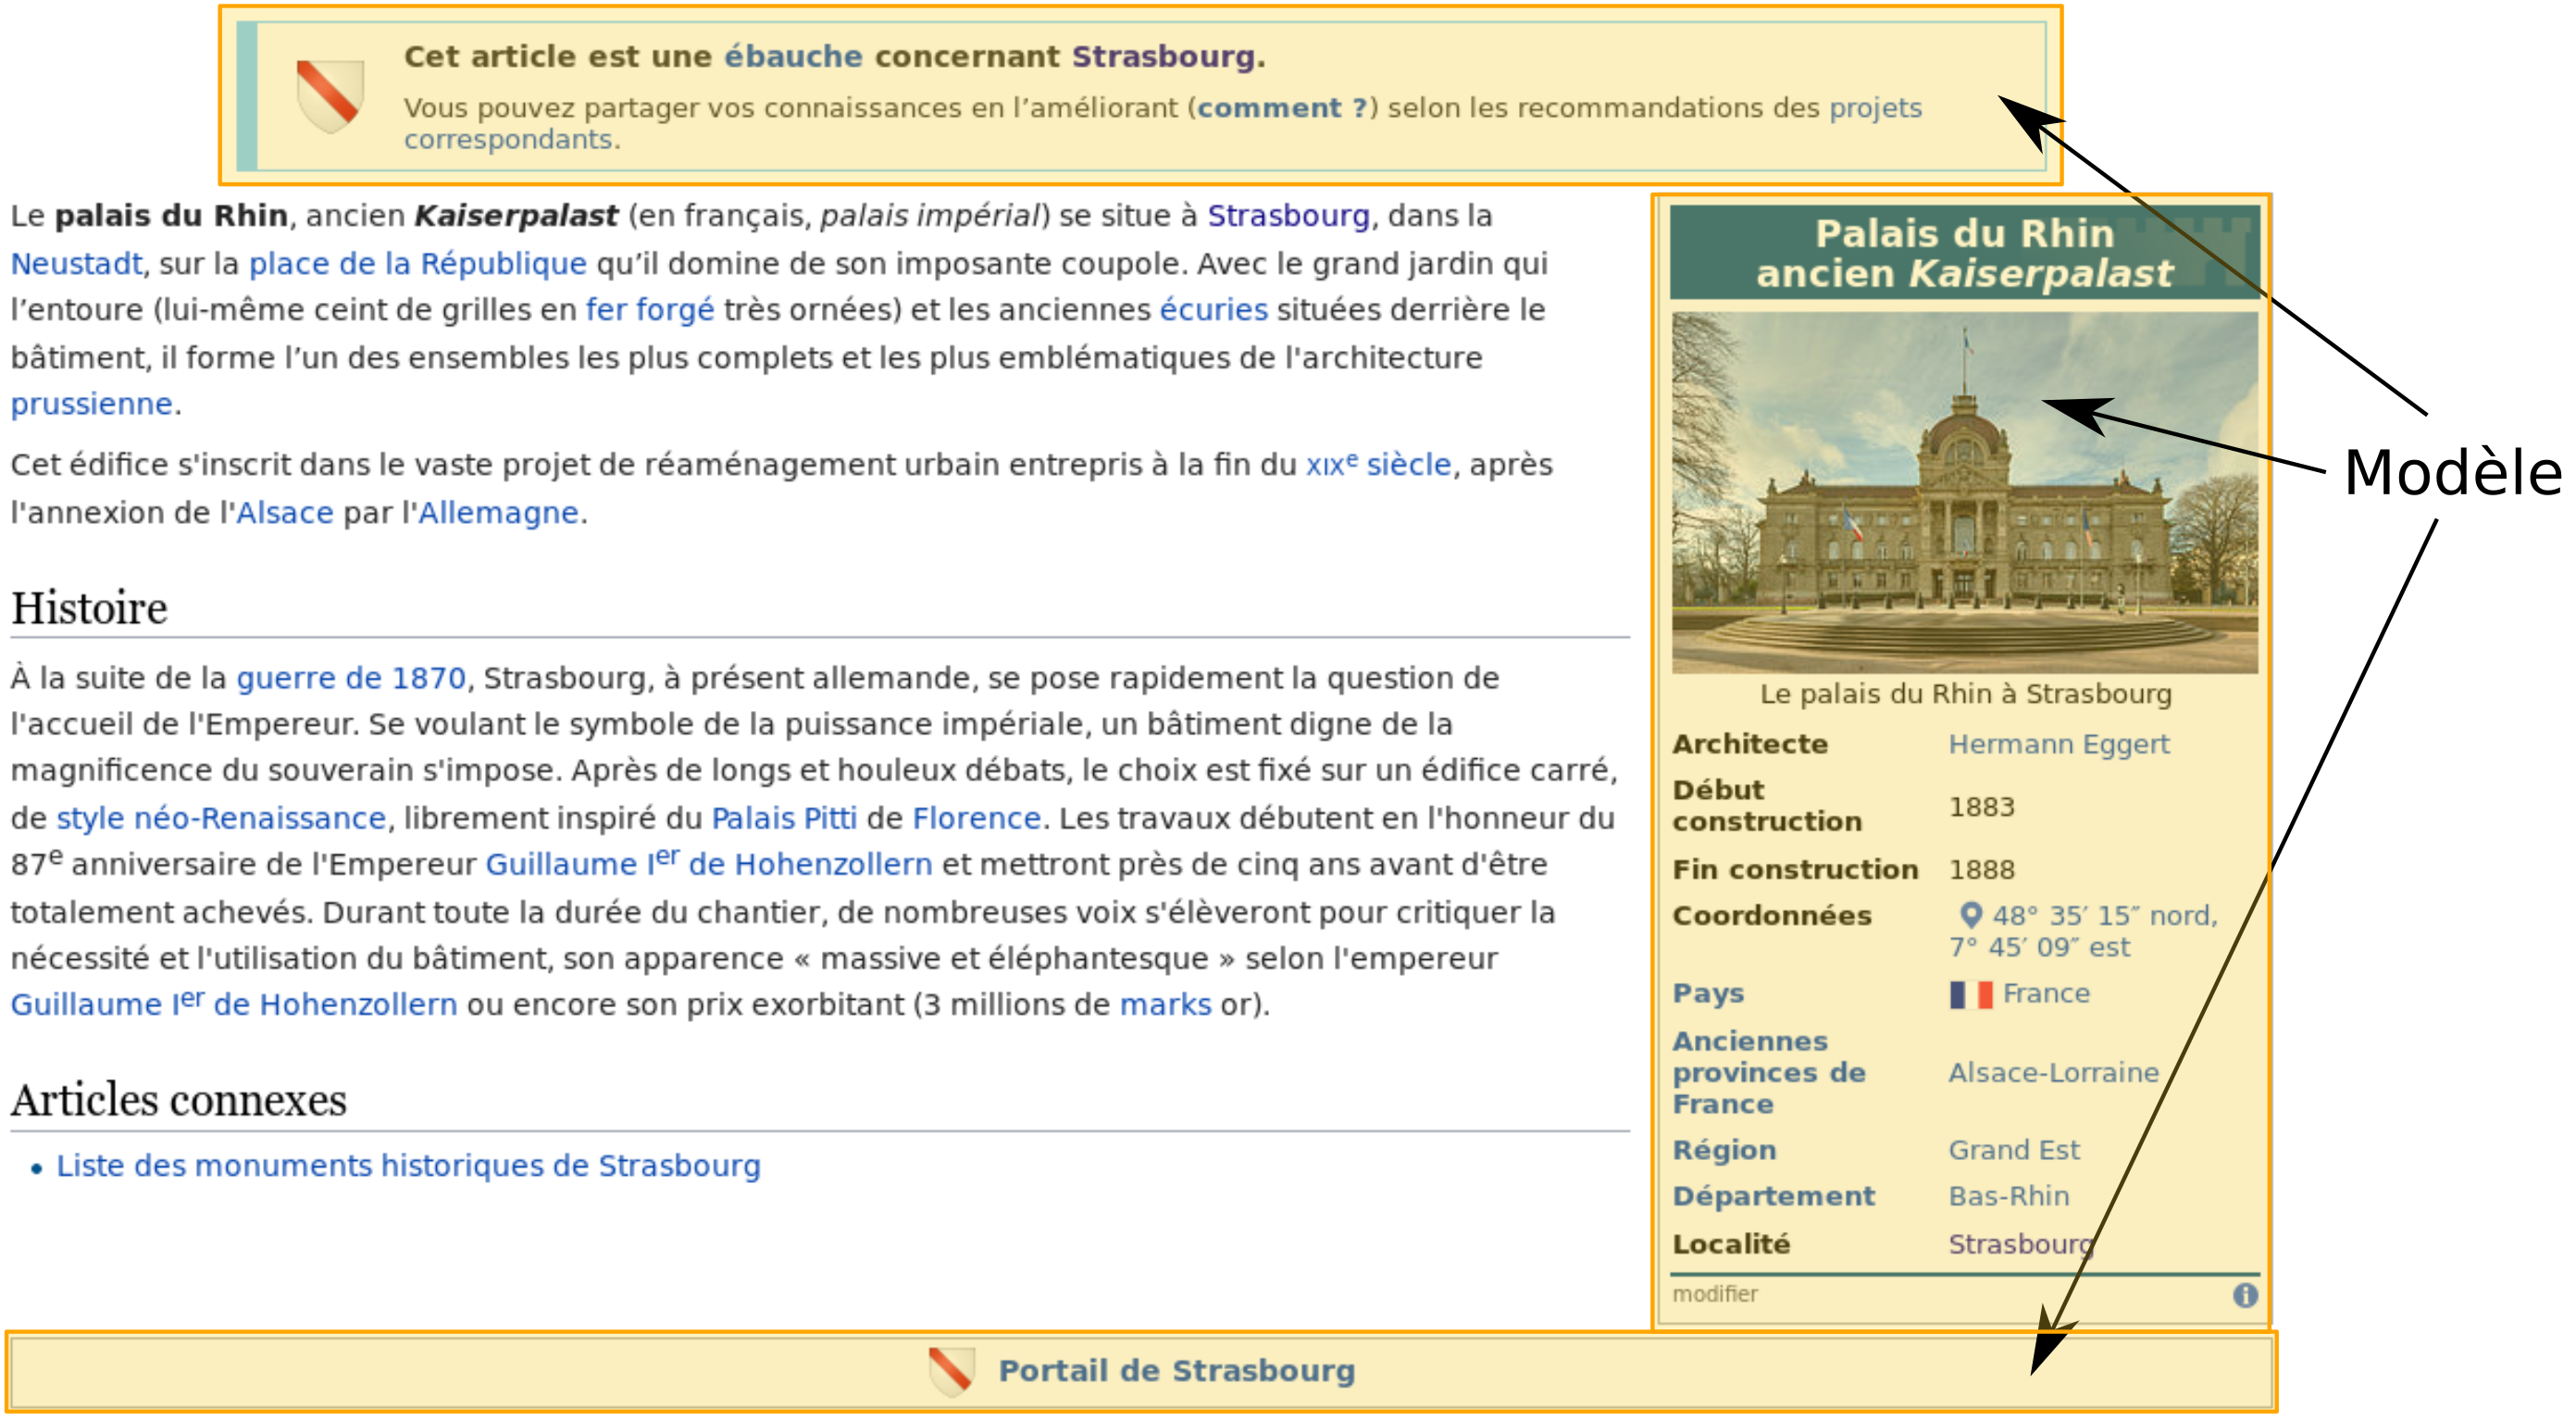 Cet article est une ébauche concernant Strasbourg.
Vous pouvez partager vos connaissances en l’améliorant (comment ?) selon les recommandations des projets
correspondants.
Le palais du Rhin, ancien Kaiserpalast (en français, palais impérial) se situe à Strasbourg, dans la
Neustadt, sur la place de la République qu’il domine de son imposante coupole. Avec le grand jardin qui
l’entoure (lui-même ceint de grilles en fer forgé très ornées) et les anciennes écuries situées derrière le
bâtiment, il forme l’un des ensembles les plus complets et les plus emblématiques de l'architecture
prussienne.
Cet édifice s'inscrit dans le vaste projet de réaménagement urbain entrepris à la fin du XIXe siècle, après
l'annexion de l'Alsace par l'Allemagne.
Histoire
À la suite de la guerre de 1870, Strasbourg, à présent allemande, se pose rapidement la question de
l'accueil de l'Empereur. Se voulant le symbole de la puissance impériale, un bâtiment digne de la
magnificence du souverain s'impose. Après de longs et houleux débats, le choix est fixé sur un édifice carré,
de style néo-Renaissance, librement inspiré du Palais Pitti de Florence. Les travaux débutent en l'honneur du
87e anniversaire de l'Empereur Guillaume Ier de Hohenzollern et mettront près de cinq ans avant d'être
totalement achevés. Durant toute la durée du chantier, de nombreuses voix s'élèveront pour critiquer la
nécessité et l'utilisation du bâtiment, son apparence « massive et éléphantesque » selon l'empereur
Guillaume Ier de Hohenzollern ou encore son prix exorbitant (3 millions de marks or).
Articles connexes
• Liste des monuments historiques de Strasbourg
Palais du Rhin
ancien Kaiserpalast
Le palais du Rhin à Strasbourg
Architecte Hermann Eggert
Début
construction 1883
Fin construction 1888
Coordonnées 48° 35′ 15″ nord,
7° 45′ 09″ est
Pays France
Anciennes
provinces de Alsace-Lorraine
France
Région Grand Est
Département Bas-Rhin
Localité Strasbourg
modifier
Modèle
Portail de Strasbourg